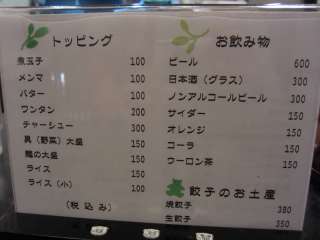 トッピング
煮玉子 100
メンマ 100
バター 100
ワンタン 200
チャーシュー 300
具（野菜）大盛 150
麺の大盛 150
ライス 150
ライス（小） 100
（税込み）
お飲み物
ビール 600
日本酒（グラス） 300
ノンアルコールビール 300
サイダー 150
オレンジ 150
コーラ 150
ウーロン茶 150
餃子のお土産
焼餃子 380
生餃子 350